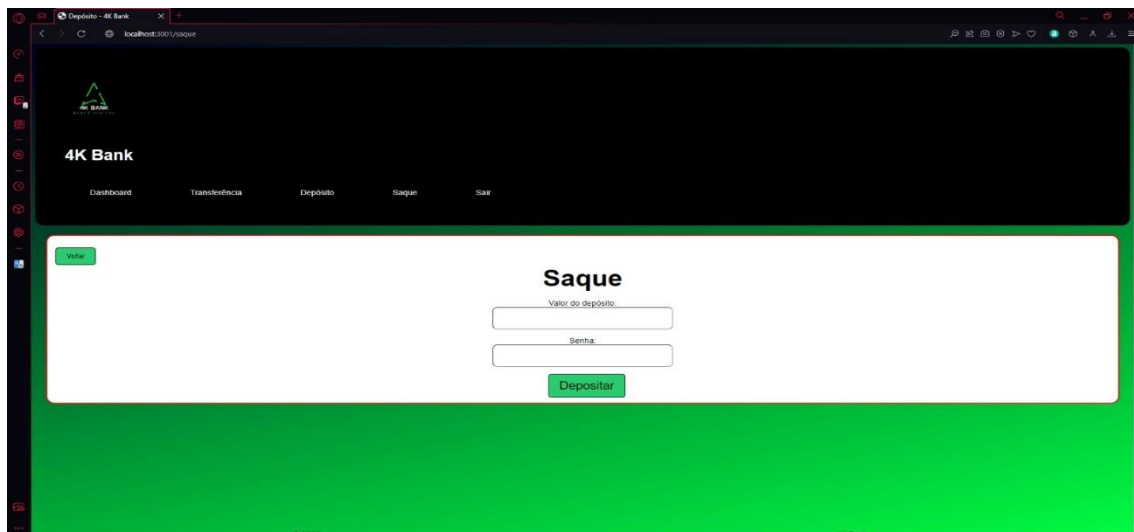 Depósito - 4K Bank
localhost:3001/saque
4K BANK
4K Bank
Dashboard Transferência Depósito Saque Sair
Voltar
Saque
Valor do depósito:
Senha:
Depositar